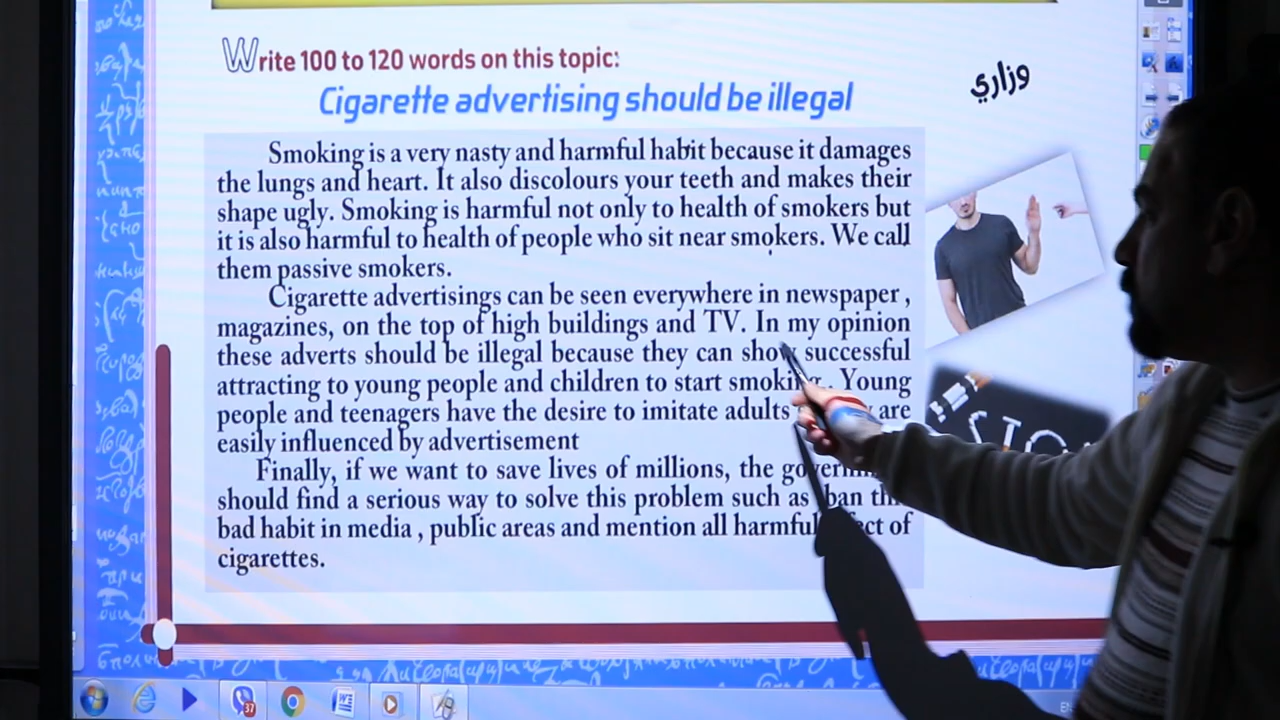 Write 100 to 120 words on this topic:
Cigarette advertising should be illegal
وزاري
Smoking is a very nasty and harmful habit because it damages
the lungs and heart. It also discolours your teeth and makes their
shape ugly. Smoking is harmful not only to health of smokers but
it is also harmful to health of people who sit near smokers. We call
them passive smokers.
Cigarette advertisings can be seen everywhere in newspaper ,
magazines, on the top of high buildings and TV. In my opinion
these adverts should be illegal because they can show successful
attracting to young people and children to start smoking. Young
people and teenagers have the desire to imitate adults are
easily influenced by advertisement
Finally, if we want to save lives of millions, the
should find a serious way to solve this problem such as ban
bad habit in media , public areas and mention all harmful of
cigarettes.
37
EN